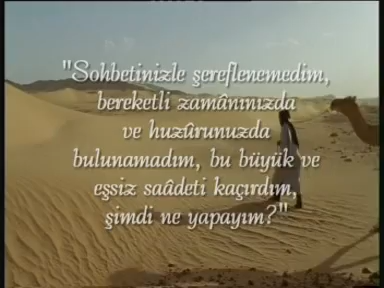 "Sohbetinizle şereflenemedim,
bereketli zamânınızda
ve huzûrunuzda
bulunamadım, bu büyük ve
eşsiz saâdeti kaçırdım,
şimdi ne yapayım?"